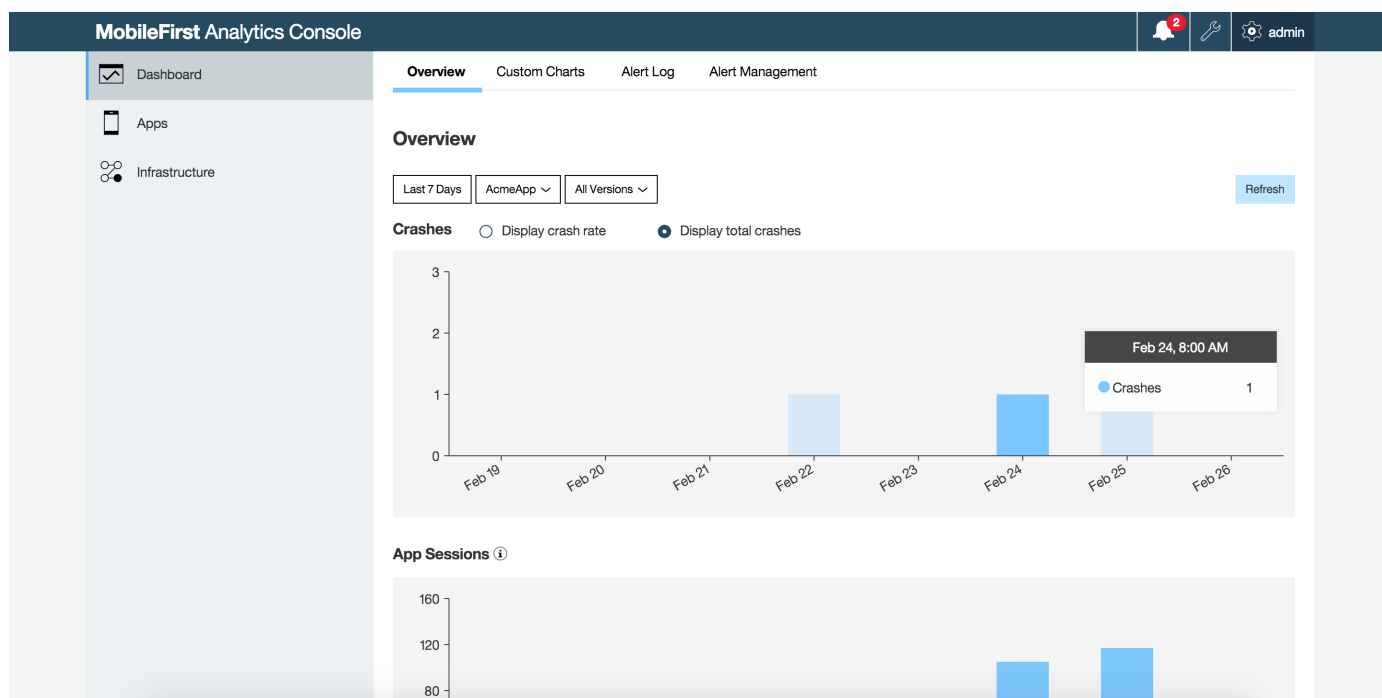 MobileFirst Analytics Console
2
admin
Dashboard
Apps
Infrastructure
Overview Custom Charts Alert Log Alert Management
Overview
Last 7 Days AcmeApp All Versions Refresh
Crashes Display crash rate Display total crashes
3
2
1
0
Feb 24, 8:00 AM
Crashes 1
Feb 19 Feb 20 Feb 21 Feb 22 Feb 23 Feb 24 Feb 25 Feb 26
App Sessions i
160
120
80